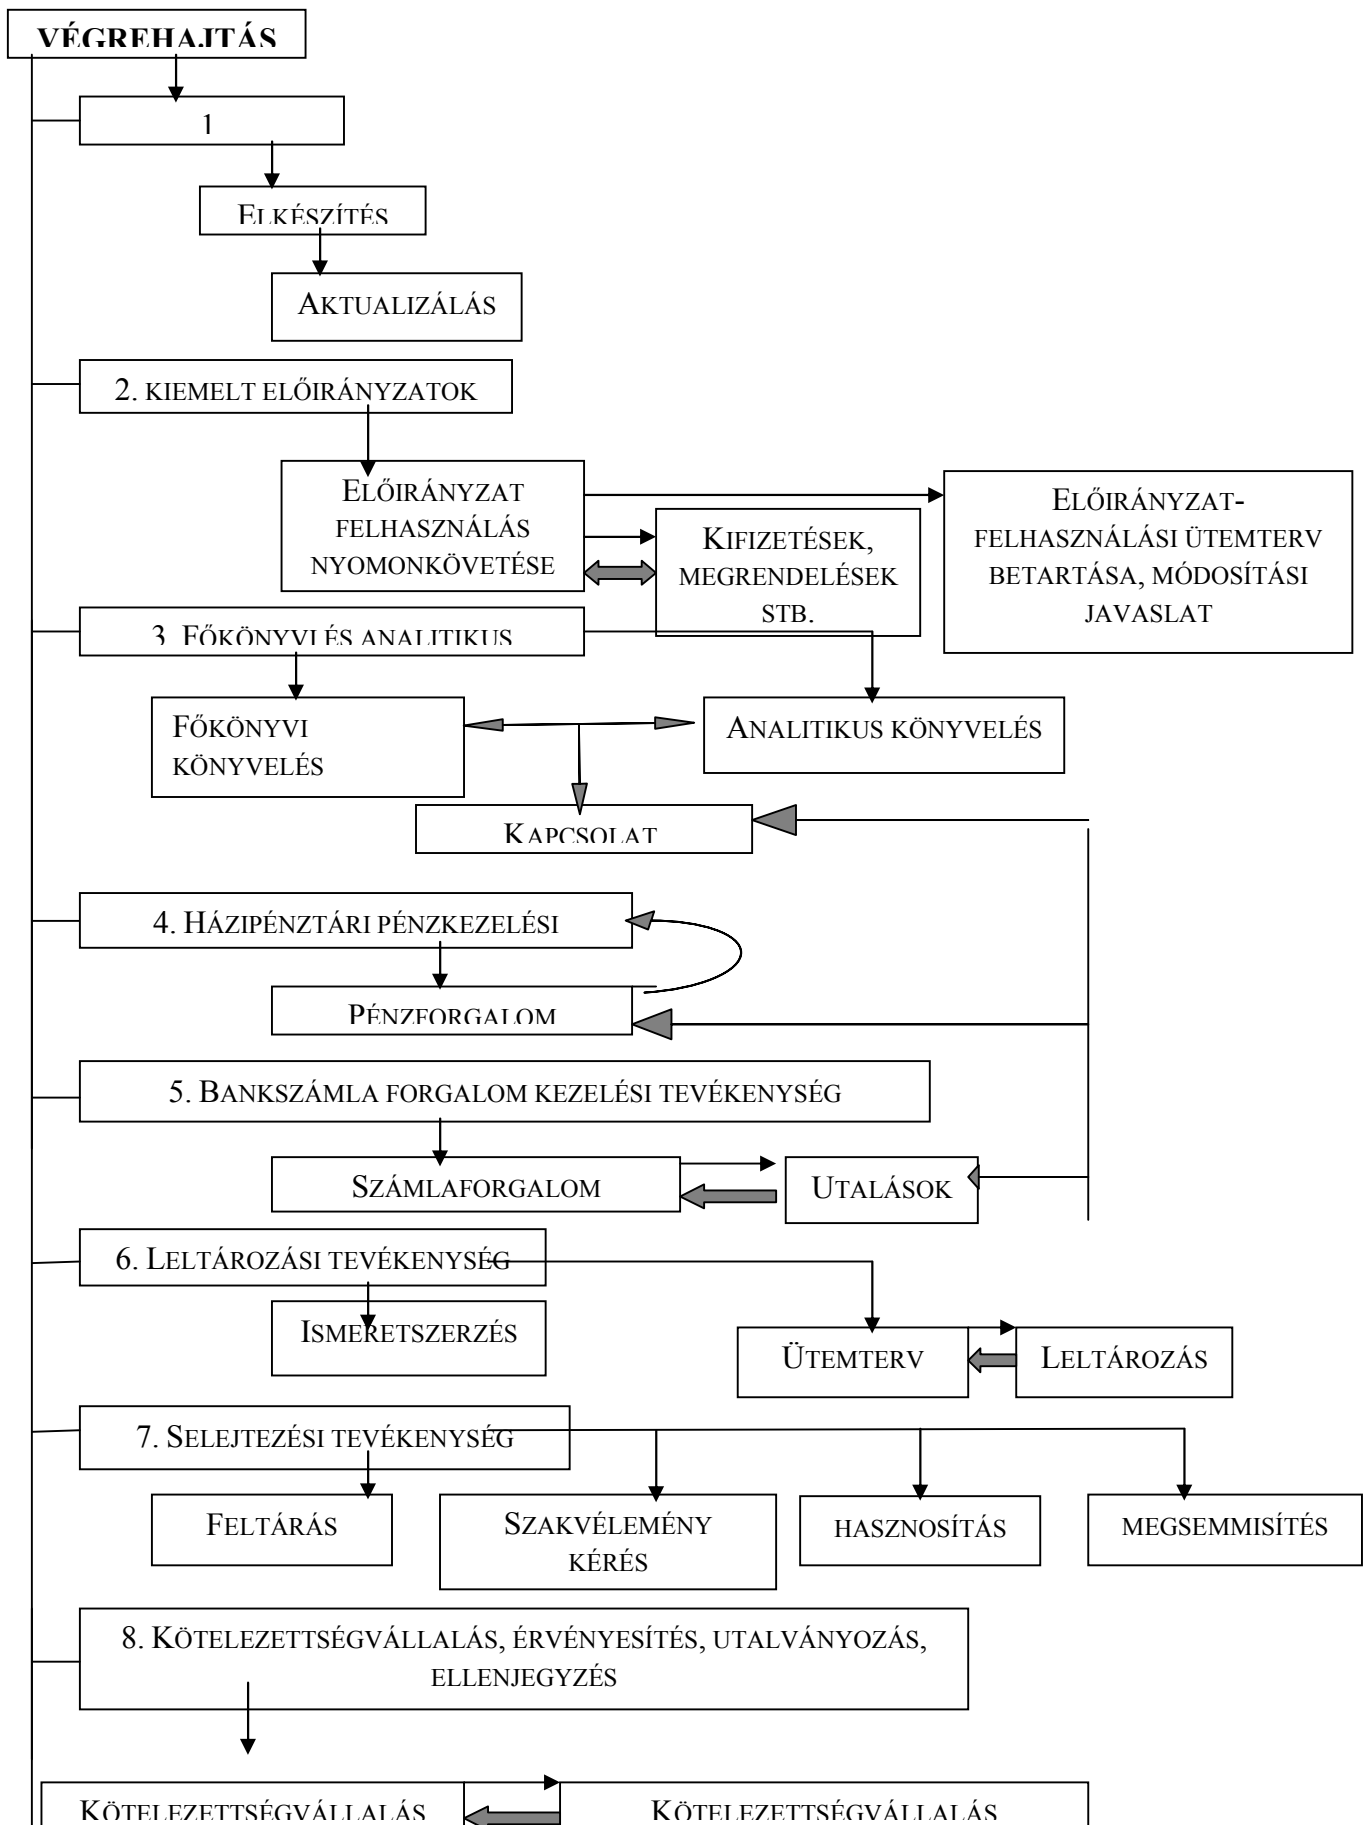 VÉGREHAJTÁS
1
ELKÉSZÍTÉS
AKTUALIZÁLÁS
2. KIEMELT ELŐIRÁNYZATOK
ELŐIRÁNYZAT
FELHASZNÁLÁS
NYOMONKÖVETÉSE
KIFIZETÉSEK,
MEGRENDELÉSEK
STB.
ELŐIRÁNYZAT-
FELHASZNÁLÁSI ÜTEMTERV
BETARTÁSA, MÓDOSÍTÁSI
JAVASLAT
3. FŐKÖNYVI ÉS ANALITIKUS
FŐKÖNYVI
KÖNYVELÉS
ANALITIKUS KÖNYVELÉS
KAPCSOLAT
4. HÁZIPÉNZTÁRI PÉNZKEZELÉSI
PÉNZFORGALOM
5. BANKSZÁMLA FORGALOM KEZELÉSI TEVÉKENYSÉG
SZÁMLAFORGALOM
UTALÁSOK
6. LELTÁROZÁSI TEVÉKENYSÉG
ISMERETSZERZÉS
ÜTEMTERV
LELTÁROZÁS
7. SELEJTEZÉSI TEVÉKENYSÉG
FELTÁRÁS
SZAKVÉLEMÉNY
KÉRÉS
HASZNOSÍTÁS
MEGSEMMISÍTÉS
8. KÖTELEZETTSÉGVÁLLALÁS, ÉRVÉNYESÍTÉS, UTALVÁNYOZÁS,
ELLENJEGYZÉS
KÖTELEZETTSÉGVÁLLALÁS
KÖTELEZETTSÉGVÁLLALÁS